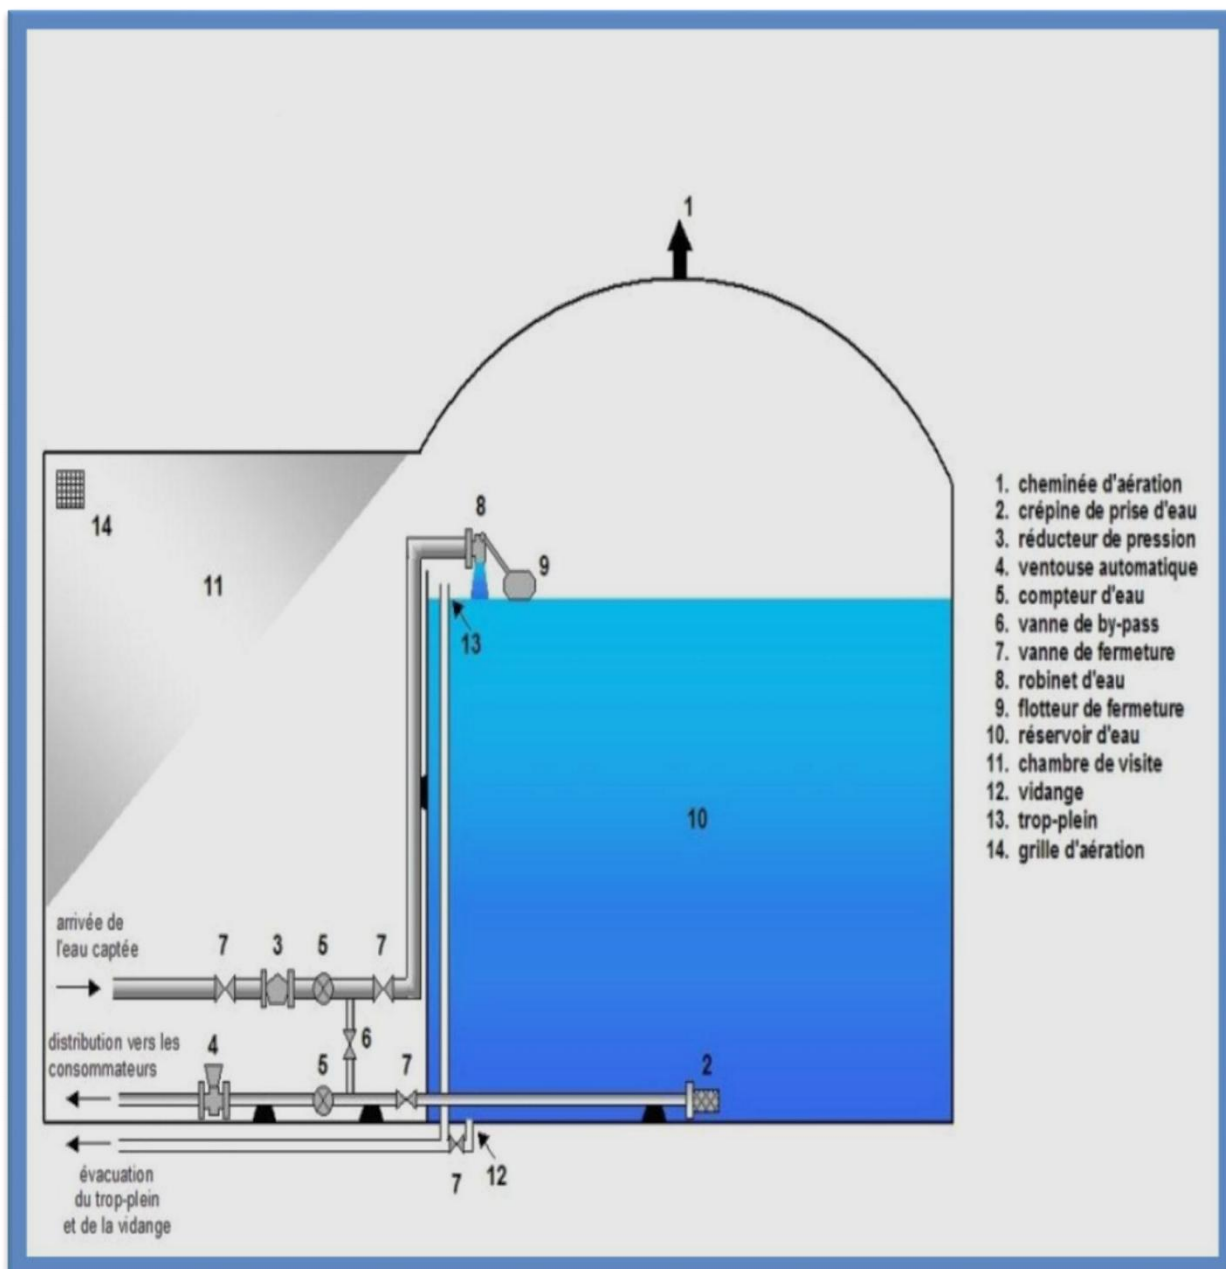 1
14
11
8
9
13
10
arrivée de
l'eau captée
7
3
5
7
distribution vers les
consommateurs
4
5
6
7
2
évacuation
du trop-plein
et de la vidange
7
12
1. cheminée d'aération
2. crépine de prise d'eau
3. réducteur de pression
4. ventouse automatique
5. compteur d'eau
6. vanne de by-pass
7. vanne de fermeture
8. robinet d'eau
9. flotteur de fermeture
10. réservoir d'eau
11. chambre de visite
12. vidange
13. trop-plein
14. grille d'aération